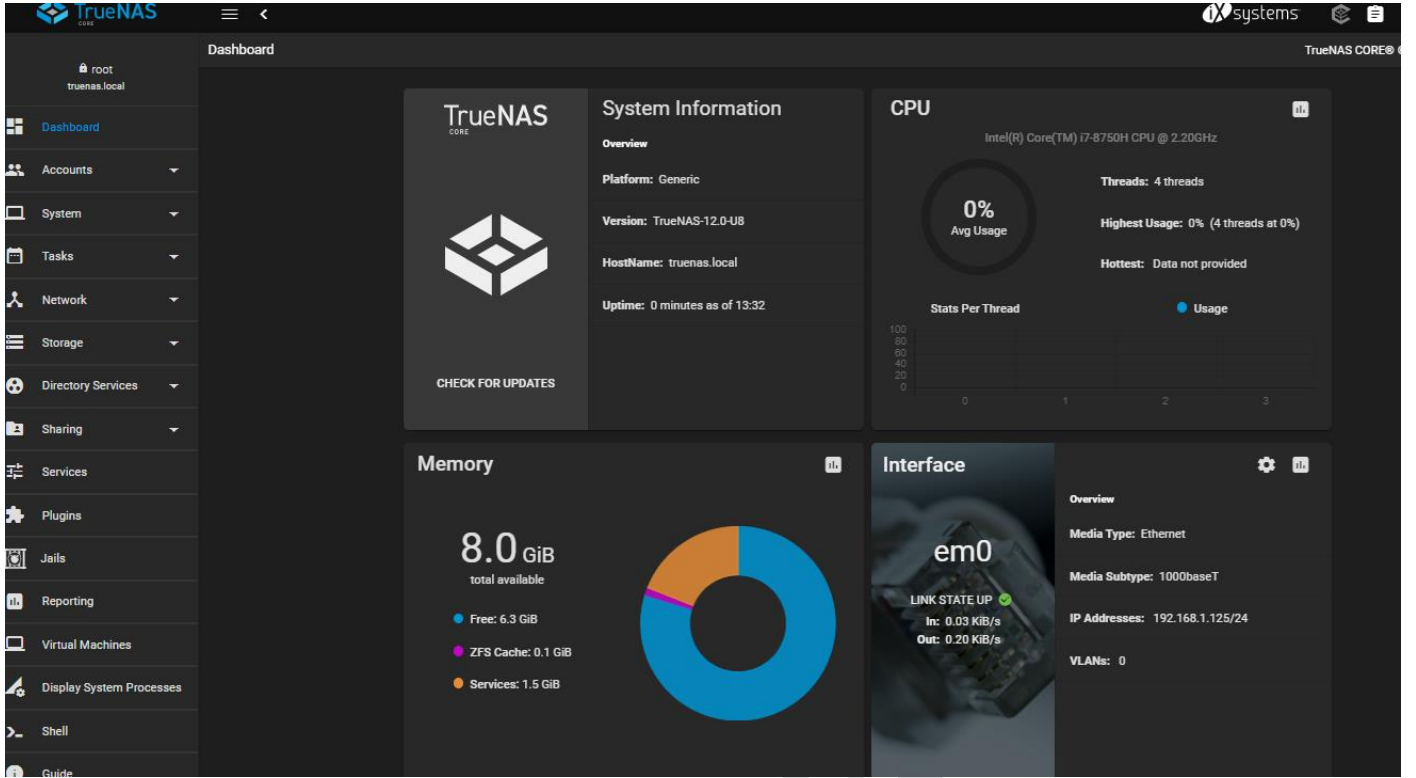 TrueNAS
CORE
iXsystems
root
truenas.local
Dashboard
TrueNAS CORE®
Dashboard
Accounts
System
Tasks
Network
Storage
Directory Services
Sharing
Services
Plugins
Jails
Reporting
Virtual Machines
Display System Processes
Shell
Guide
TrueNAS
CORE
CHECK FOR UPDATES
System Information
Overview
Platform: Generic
Version: TrueNAS-12.0-U8
HostName: truenas.local
Uptime: 0 minutes as of 13:32
CPU
Intel(R) Core(TM) i7-8750H CPU @ 2.20GHz
0%
Avg Usage
Threads: 4 threads
Highest Usage: 0% (4 threads at 0%)
Hottest: Data not provided
Stats Per Thread
Usage
100
80
60
40
20
0
0 1 2 3
Memory
8.0 GiB
total available
Free: 6.3 GiB
ZFS Cache: 0.1 GiB
Services: 1.5 GiB
Interface
em0
LINK STATE UP
In: 0.03 KiB/s
Out: 0.20 KiB/s
Overview
Media Type: Ethernet
Media Subtype: 1000baseT
IP Addresses: 192.168.1.125/24
VLANs: 0